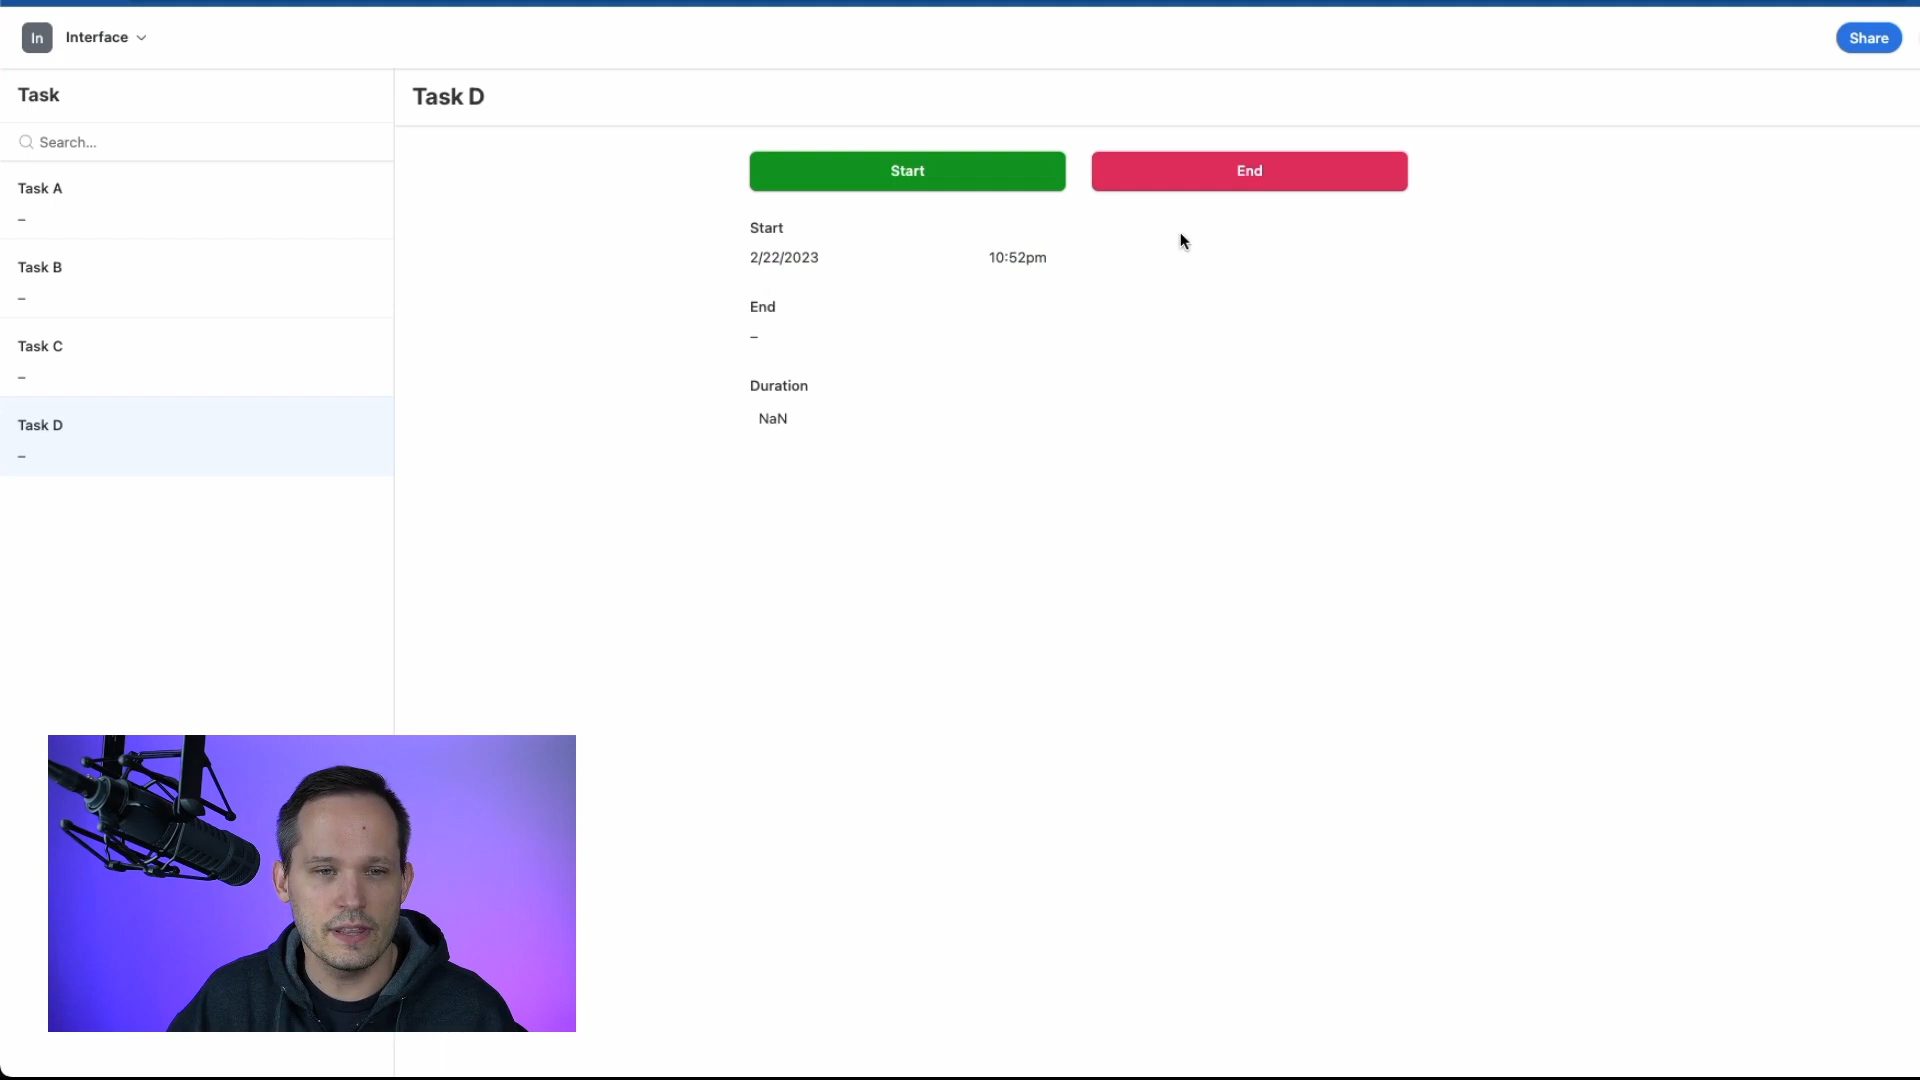 In Interface
Share
Task
Search...
Task A
–
Task B
–
Task C
–
Task D
–
Task D
Start End
Start
2/22/2023 10:52pm
End
–
Duration
NaN